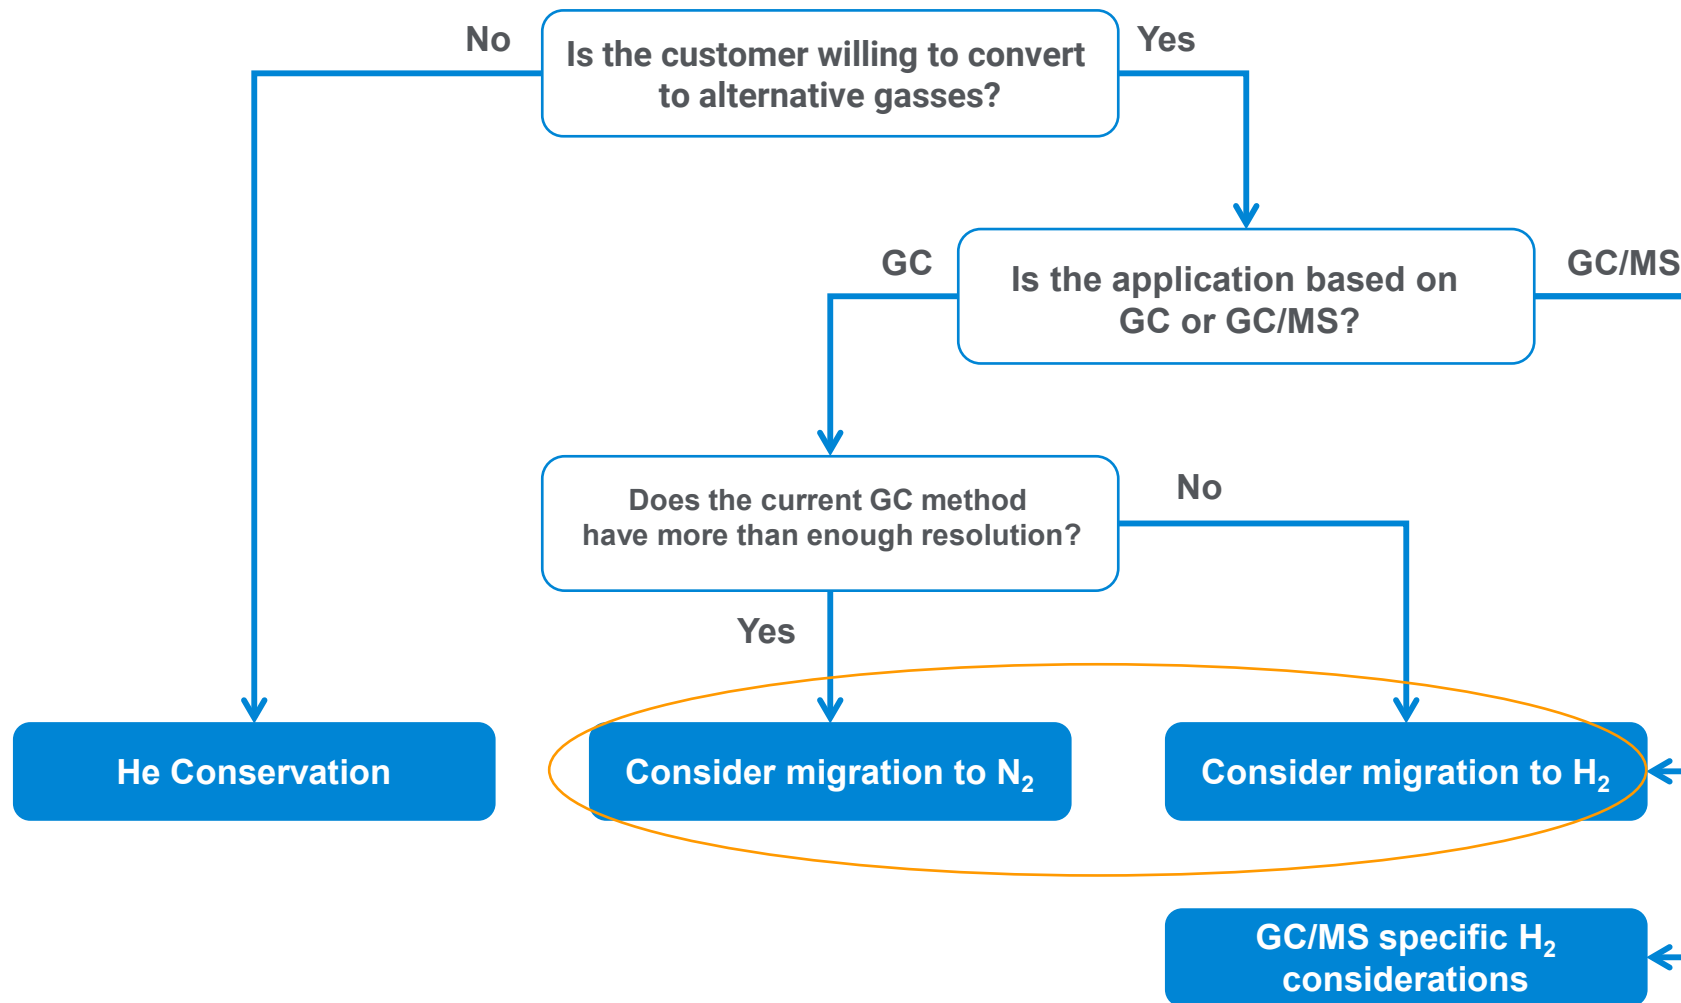 No
Is the customer willing to convert
to alternative gasses?
Yes
GC
Is the application based on
GC or GC/MS?
GC/MS
Does the current GC method
have more than enough resolution?
No
Yes
He Conservation
Consider migration to N₂
Consider migration to H₂
GC/MS specific H₂
considerations